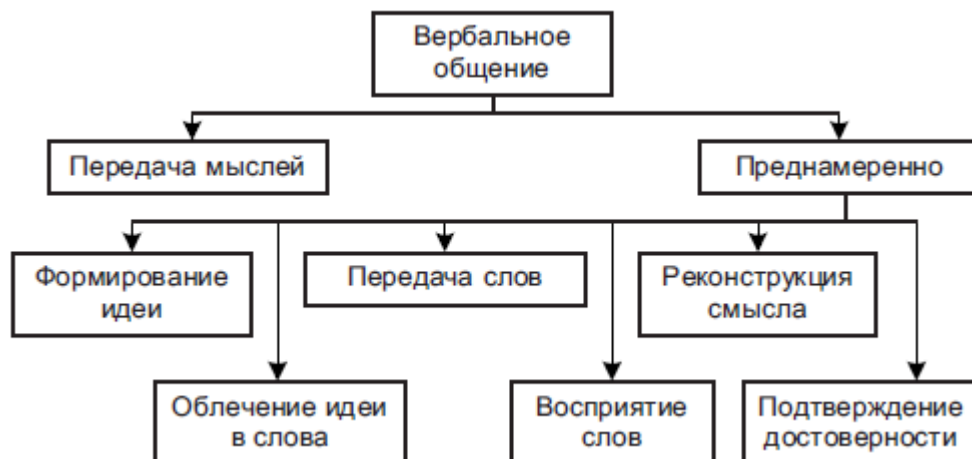 Вербальное
общение
Передача мыслей
Преднамеренно
Формирование
идеи
Передача слов
Реконструкция
смысла
Облечение идеи
в слова
Восприятие
слов
Подтверждение
достоверности